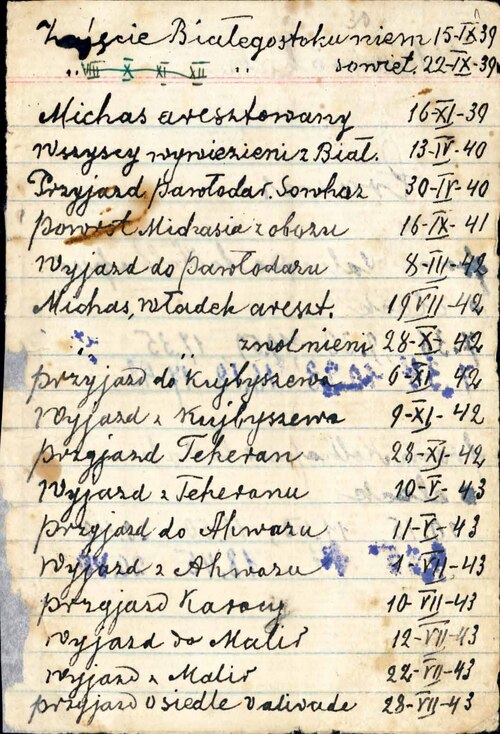 Zajęcie Białegostoku niem 15-IX-39
,, VIII X XI XII ,, sowiet. 22-IX-39
Michaś aresztowany 16-XI-39
Wszyscy wywiezieni z Biał. 13-IV-40
Przyjazd Pawłodar. Sowhaz 30-IV-40
powrót Michasia z obozu 16-IX-41
Wyjazd do Pawłodaru 8-III-42
Michaś, Władek areszt. 19 VII-42
,, ,, zwolnieni 28-X-42
przyjazd do Kujbyszewa 6-XI-42
Wyjazd z Kujbyszewa 9-XI-42
przyjazd Teheran 28-XI-42
Wyjazd z Teheranu 10-V-43
przyjazd do Ahwazu 11-V-43
Wyjazd z Ahwazu 1-VII-43
przyjazd Karaczy 10-VII-43
wyjazd do Malir 12-VII-43
wyjazd z Malir 22-VII-43
przyjazd osiedle Valivade 28-VII-43